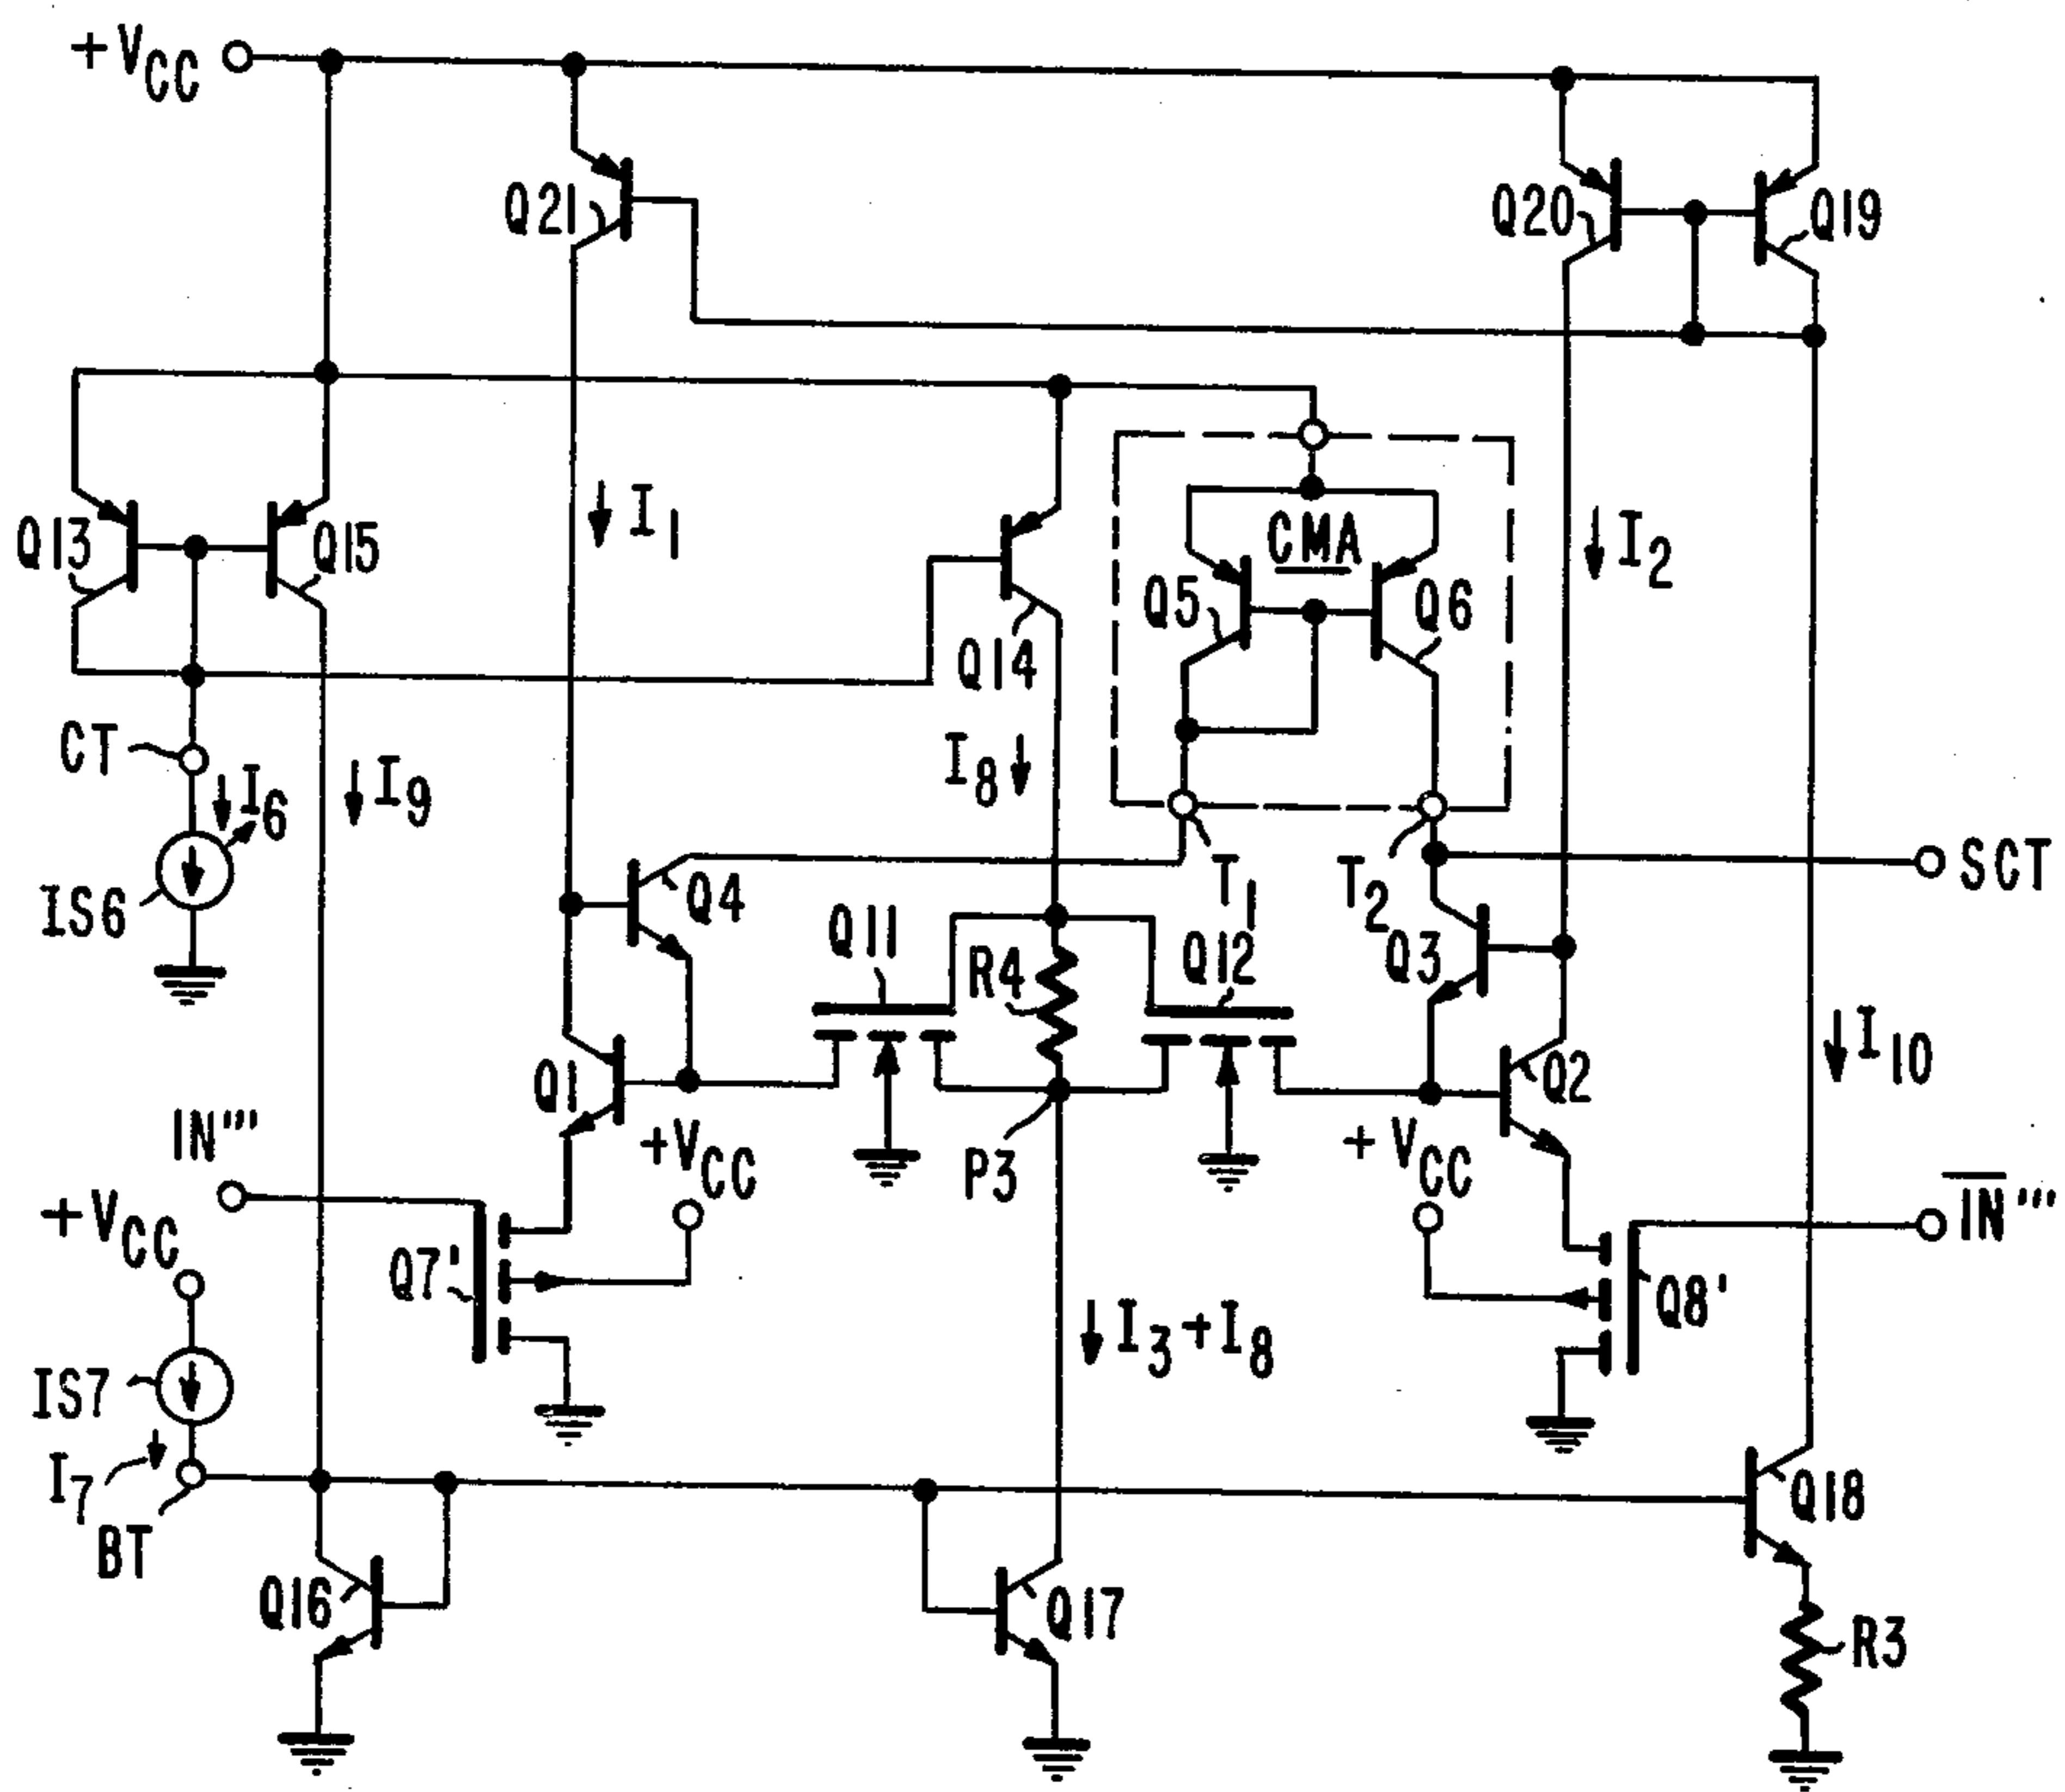 +VCC
Q21
Q20
Q19
I1
I2
Q13
Q15
CMA
Q5
Q6
Q14
CT
I6
I9
I8
IS6
T1
T2
SCT
Q4
Q11
R4
Q12
Q3
Q1
Q2
I10
IN'''
+VCC
P3
+VCC
IN'''
+VCC
Q7'
Q8'
IS7
I3+I8
I7
BT
Q18
Q16
Q17
R3